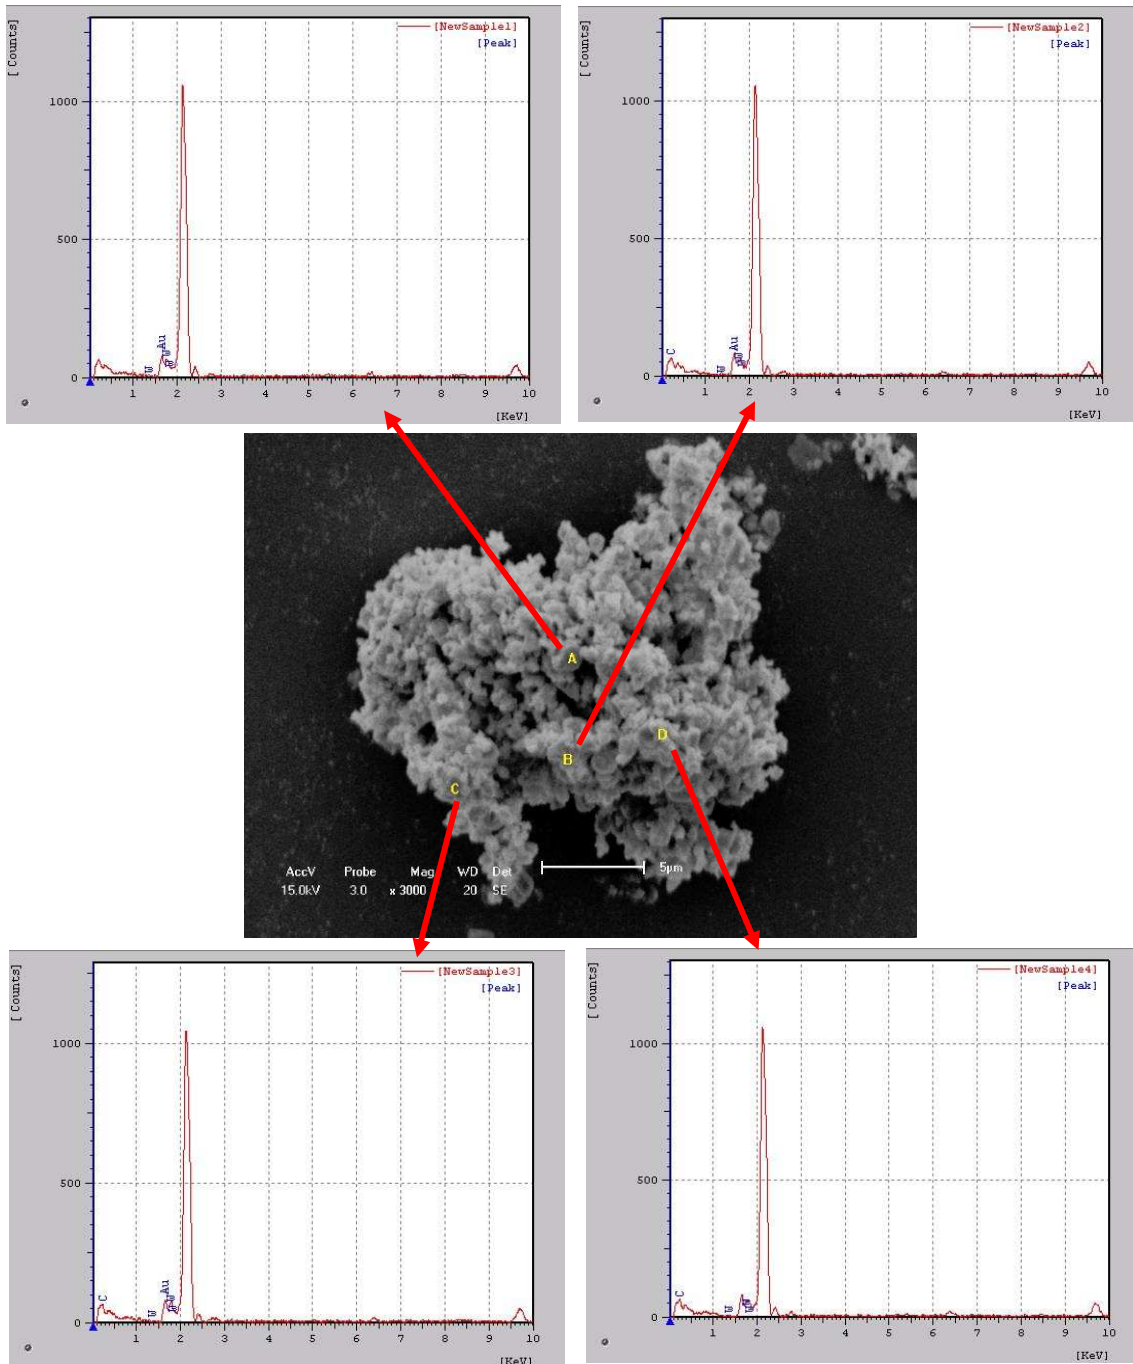 [NewSample1]
[Peak]
[ Counts]
1000
500
0
W
Au
W
W
1 2 3 4 5 6 7 8 9 10
[KeV]
[NewSample2]
[Peak]
[ Counts]
1000
500
0
C
W
Au
W
W
1 2 3 4 5 6 7 8 9 10
[KeV]
A
B
D
C
AccV Probe Mag WD Det
15.0kV 3.0 x 3000 20 SE
5µm
[NewSample3]
[Peak]
[ Counts]
1000
500
0
C
W
Au
W
W
1 2 3 4 5 6 7 8 9 10
[KeV]
[NewSample4]
[Peak]
[ Counts]
1000
500
0
C
W
W
W
1 2 3 4 5 6 7 8 9 10
[KeV]